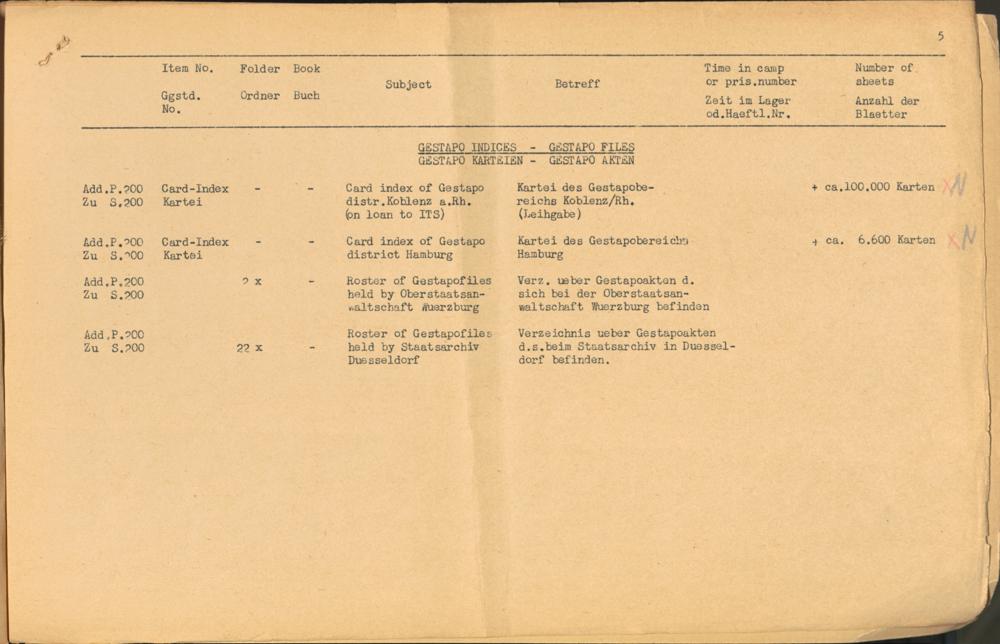 5
Item No. Folder Book Subject Betreff Time in camp or pris.number Number of sheets
Ggstd. No. Ordner Buch Zeit im Lager od.Haeftl.Nr. Anzahl der Blaetter
GESTAPO INDICES - GESTAPO FILES
GESTAPO KARTEIEN - GESTAPO AKTEN
Add.P.200 Card-Index - - Card index of Gestapo Kartei des Gestapobe- + ca.100.000 Karten XN
Zu S.200 Kartei distr.Koblenz a.Rh. reichs Koblenz/Rh.
(on loan to ITS) (Leihgabe)
Add.P.200 Card-Index - - Card index of Gestapo Kartei des Gestapobereichs + ca. 6.600 Karten XN
Zu S.200 Kartei district Hamburg Hamburg
Add.P.200 2 x - Roster of Gestapofiles Verz. ueber Gestapoakten d.
Zu S.200 held by Oberstaatsan- sich bei der Oberstaatsan-
waltschaft Wuerzburg waltschaft Wuerzburg befinden
Add.P.200 Roster of Gestapofiles Verzeichnis ueber Gestapoakten
Zu S.200 22 x - held by Staatsarchiv d.s.beim Staatsarchiv in Duessel-
Duesseldorf dorf befinden.